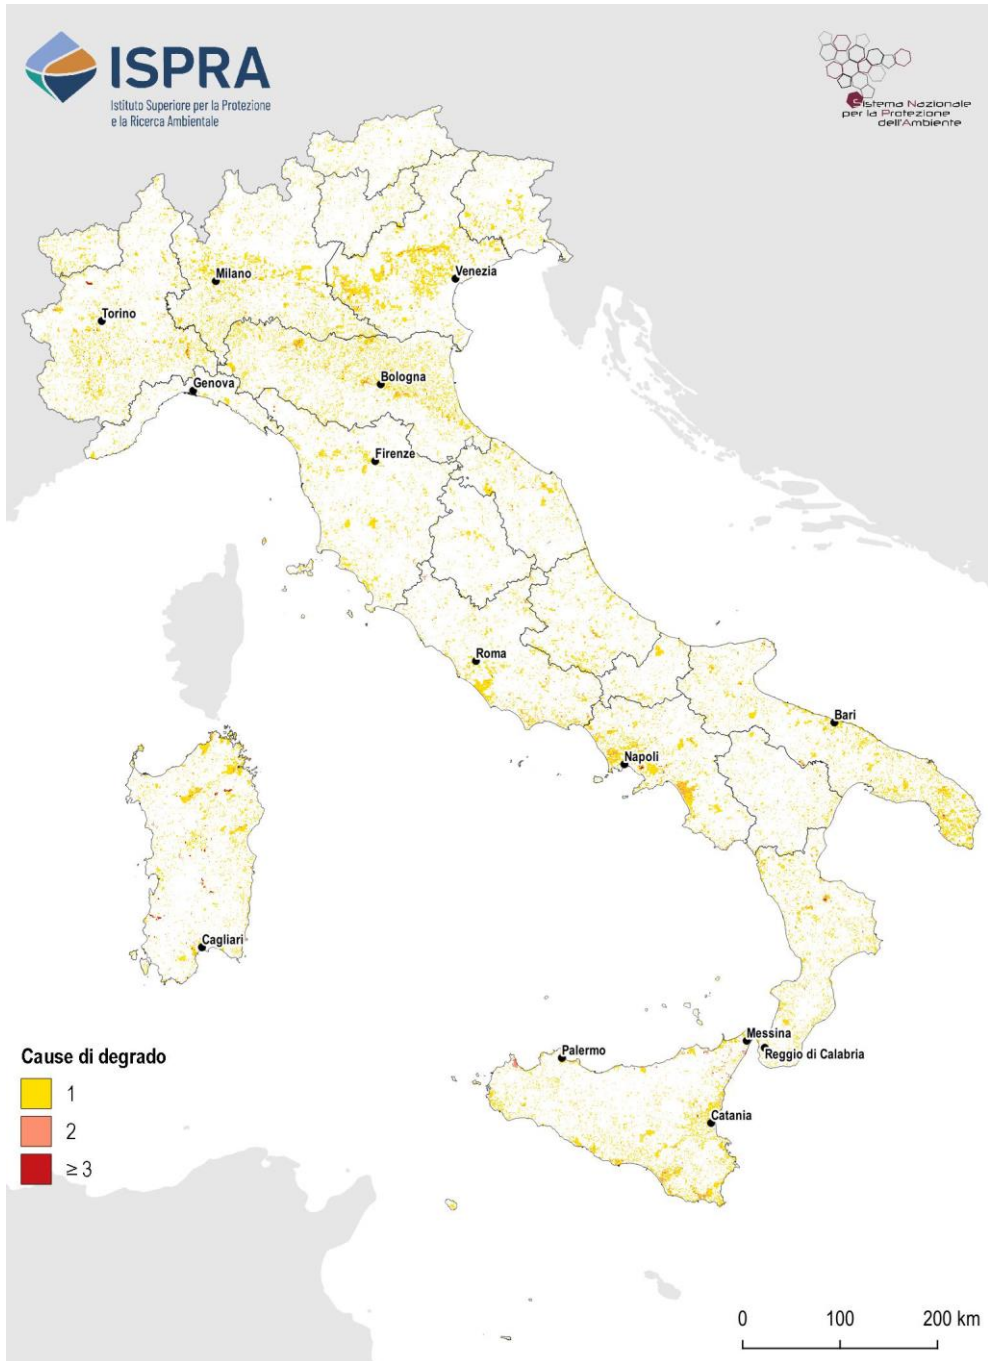 ISPRA
Istituto Superiore per la Protezione
e la Ricerca Ambientale
Sistema Nazionale
per la Protezione
dell'Ambiente
Milano
Venezia
Torino
Genova
Bologna
Firenze
Roma
Bari
Napoli
Cagliari
Messina
Palermo
Reggio di Calabria
Catania
Cause di degrado
1
2
≥ 3
0 100 200 km